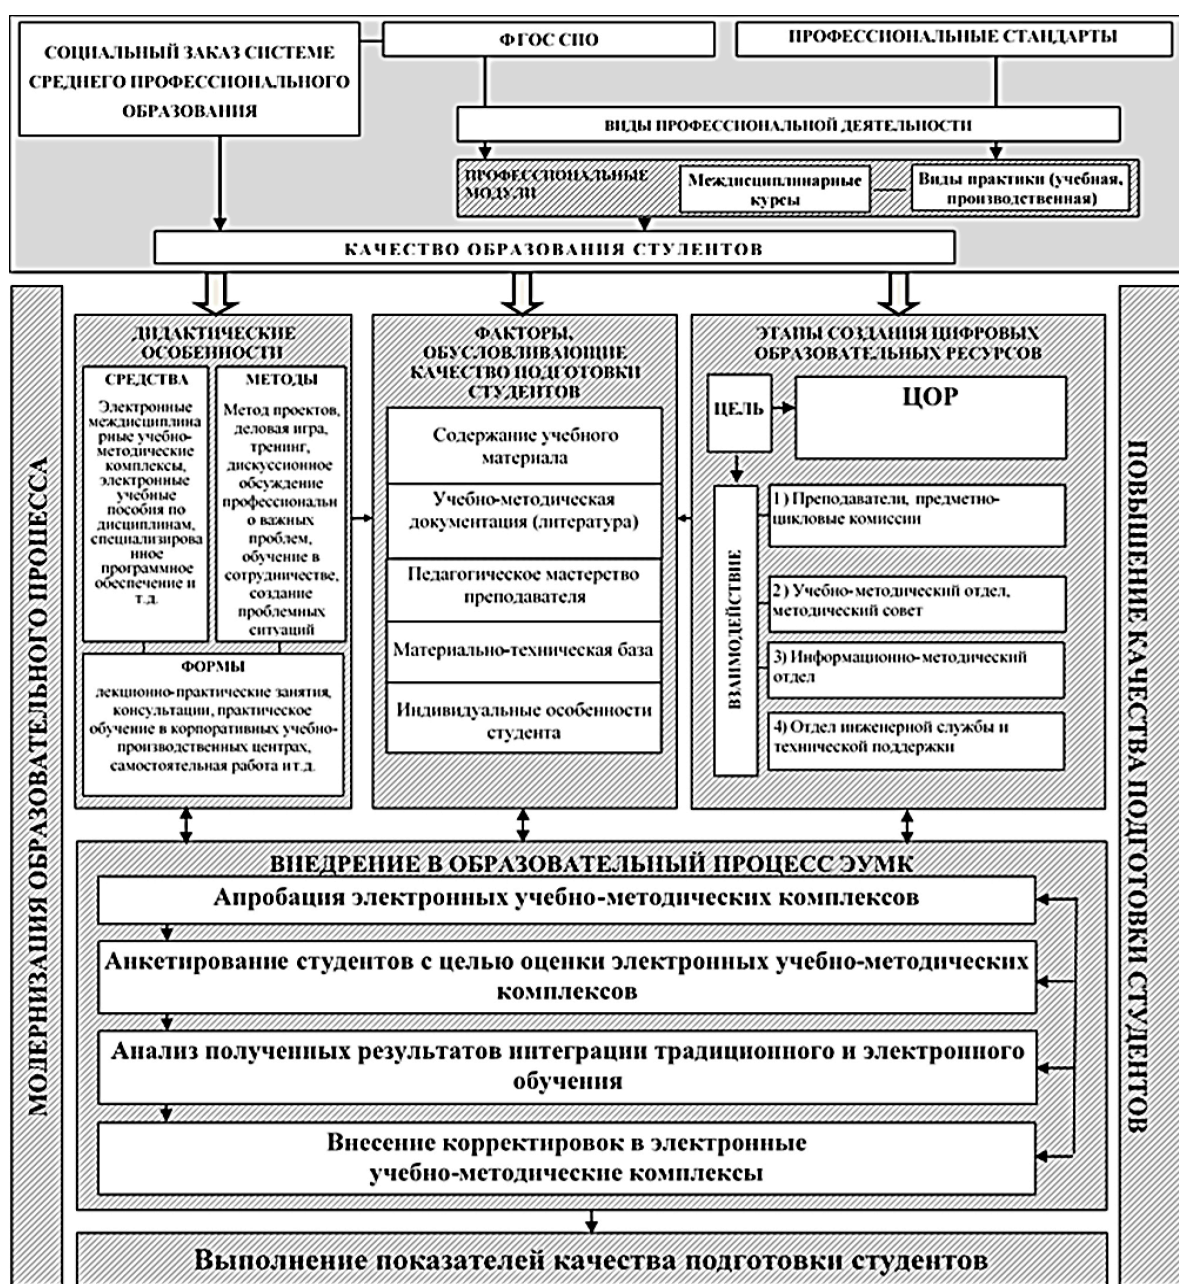 СОЦИАЛЬНЫЙ ЗАКАЗ СИСТЕМЕ
СРЕДНЕГО ПРОФЕССИОНАЛЬНОГО
ОБРАЗОВАНИЯ
ФГОС СПО
ПРОФЕССИОНАЛЬНЫЕ СТАНДАРТЫ
ВИДЫ ПРОФЕССИОНАЛЬНОЙ ДЕЯТЕЛЬНОСТИ
ПРОФЕССИОНАЛЬНЫЕ
МОДУЛИ
Междисциплинарные
курсы
Виды практики (учебная,
производственная)
КАЧЕСТВО ОБРАЗОВАНИЯ СТУДЕНТОВ
МОДЕРНИЗАЦИЯ ОБРАЗОВАТЕЛЬНОГО ПРОЦЕССА
ДИДАКТИЧЕСКИЕ
ОСОБЕННОСТИ
СРЕДСТВА
Электронные
междисциплина
рные учебно-
методические
комплексы,
электронные
учебные
пособия по
дисциплинам,
специализирова
нное
программное
обеспечение и
т.д.
МЕТОДЫ
Метод проектов,
деловая игра,
тренинг,
дискуссионное
обсуждение
профессиональн
о важных
проблем,
обучение в
сотрудничестве,
создание
проблемных
ситуаций
ФОРМЫ
лекционно-практические занятия,
консультации, практическое
обучение в корпоративных учебно-
производственных центрах,
самостоятельная работа ит.д.
ФАКТОРЫ,
ОБУСЛОВЛИВАЮЩИЕ
КАЧЕСТВО ПОДГОТОВКИ
СТУДЕНТОВ
Содержание учебного
материала
Учебно-методическая
документация (литература)
Педагогическое мастерство
преподавателя
Материально-техническая база
Индивидуальные особенности
студента
ЭТАПЫ СОЗДАНИЯ ЦИФРОВЫХ
ОБРАЗОВАТЕЛЬНЫХ РЕСУРСОВ
ЦЕЛЬ
ЦОР
ВЗАИМОДЕЙСТВИЕ
1) Преподаватели, предметно-
цикловые комиссии
2) Учебно-методический отдел,
методический совет
3) Информационно-методический
отдел
4) Отдел инженерной службы и
технической поддержки
ПОВЫШЕНИЕ КАЧЕСТВА ПОДГОТОВКИ СТУДЕНТОВ
ВНЕДРЕНИЕ В ОБРАЗОВАТЕЛЬНЫЙ ПРОЦЕСС ЭУМК
Апробация электронных учебно-методических комплексов
Анкетирование студентов с целью оценки электронных учебно-методических
комплексов
Анализ полученных результатов интеграции традиционного и электронного
обучения
Внесение корректировок в электронные
учебно-методические комплексы
Выполнение показателей качества подготовки студентов